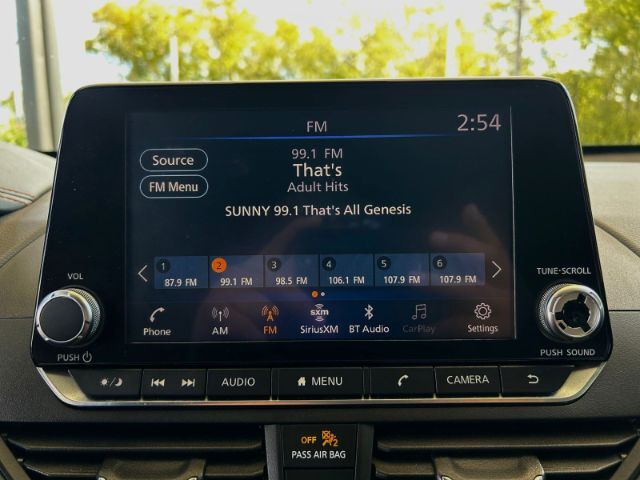 FM
2:54
Source
FM Menu
99.1 FM
That's
Adult Hits
SUNNY 99.1 That's All Genesis
1 2 3 4 5 6
87.9 FM 99.1 FM 98.5 FM 106.1 FM 107.9 FM 107.9 FM
Phone AM FM SiriusXM BT Audio CarPlay Settings
sxm
VOL
PUSH
TUNE·SCROLL
PUSH SOUND
AUDIO MENU CAMERA
OFF 2
PASS AIR BAG